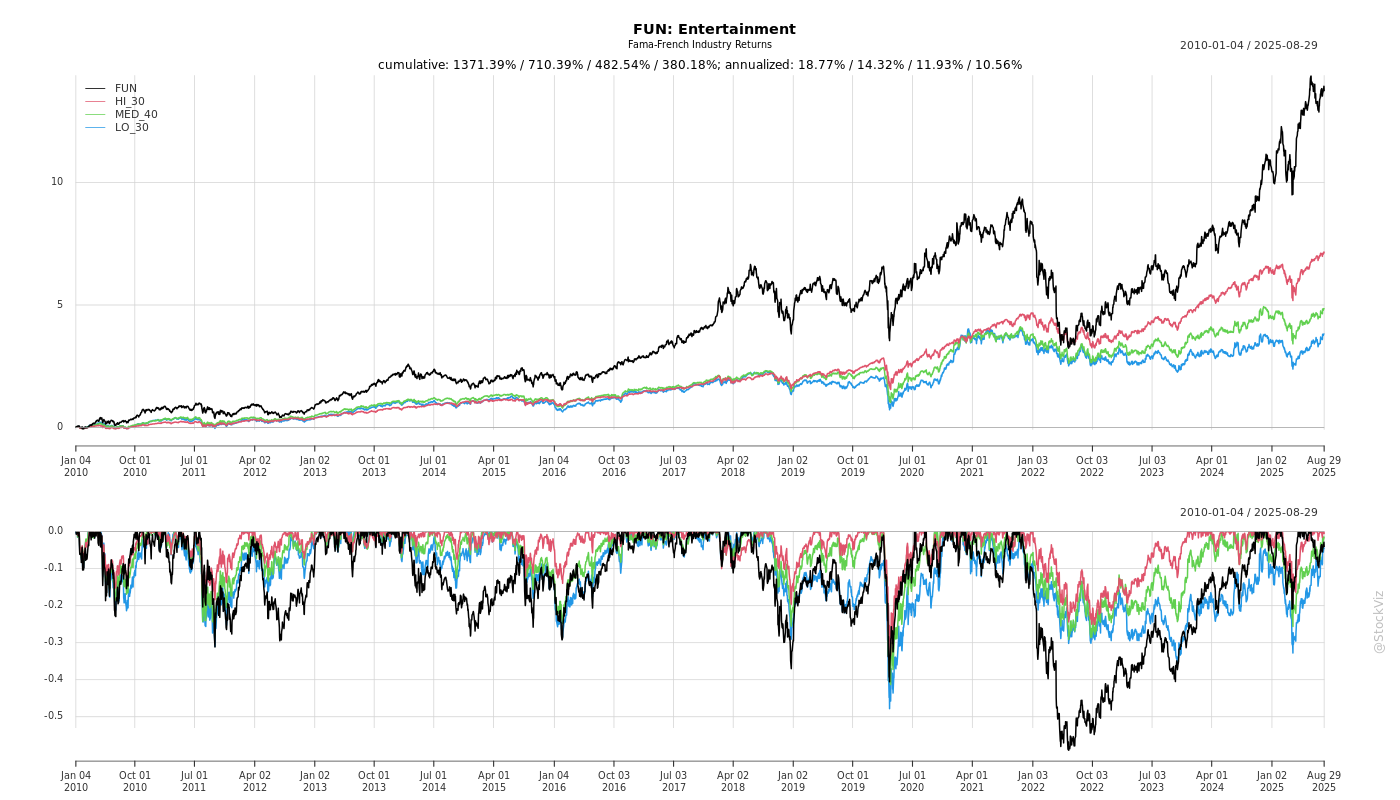 FUN: Entertainment
Fama-French Industry Returns
2010-01-04 / 2025-08-29
cumulative: 1371.39% / 710.39% / 482.54% / 380.18%; annualized: 18.77% / 14.32% / 11.93% / 10.56%
FUN
HI_30
MED_40
LO_30
10
5
0
Jan 04 2010
Oct 01 2010
Jul 01 2011
Apr 02 2012
Jan 02 2013
Oct 01 2013
Jul 01 2014
Apr 01 2015
Jan 04 2016
Oct 03 2016
Jul 03 2017
Apr 02 2018
Jan 02 2019
Oct 01 2019
Jul 01 2020
Apr 01 2021
Jan 03 2022
Oct 03 2022
Jul 03 2023
Apr 01 2024
Jan 02 2025
Aug 29 2025
2010-01-04 / 2025-08-29
0.0
-0.1
-0.2
-0.3
-0.4
-0.5
Jan 04 2010
Oct 01 2010
Jul 01 2011
Apr 02 2012
Jan 02 2013
Oct 01 2013
Jul 01 2014
Apr 01 2015
Jan 04 2016
Oct 03 2016
Jul 03 2017
Apr 02 2018
Jan 02 2019
Oct 01 2019
Jul 01 2020
Apr 01 2021
Jan 03 2022
Oct 03 2022
Jul 03 2023
Apr 01 2024
Jan 02 2025
Aug 29 2025
@StockViz